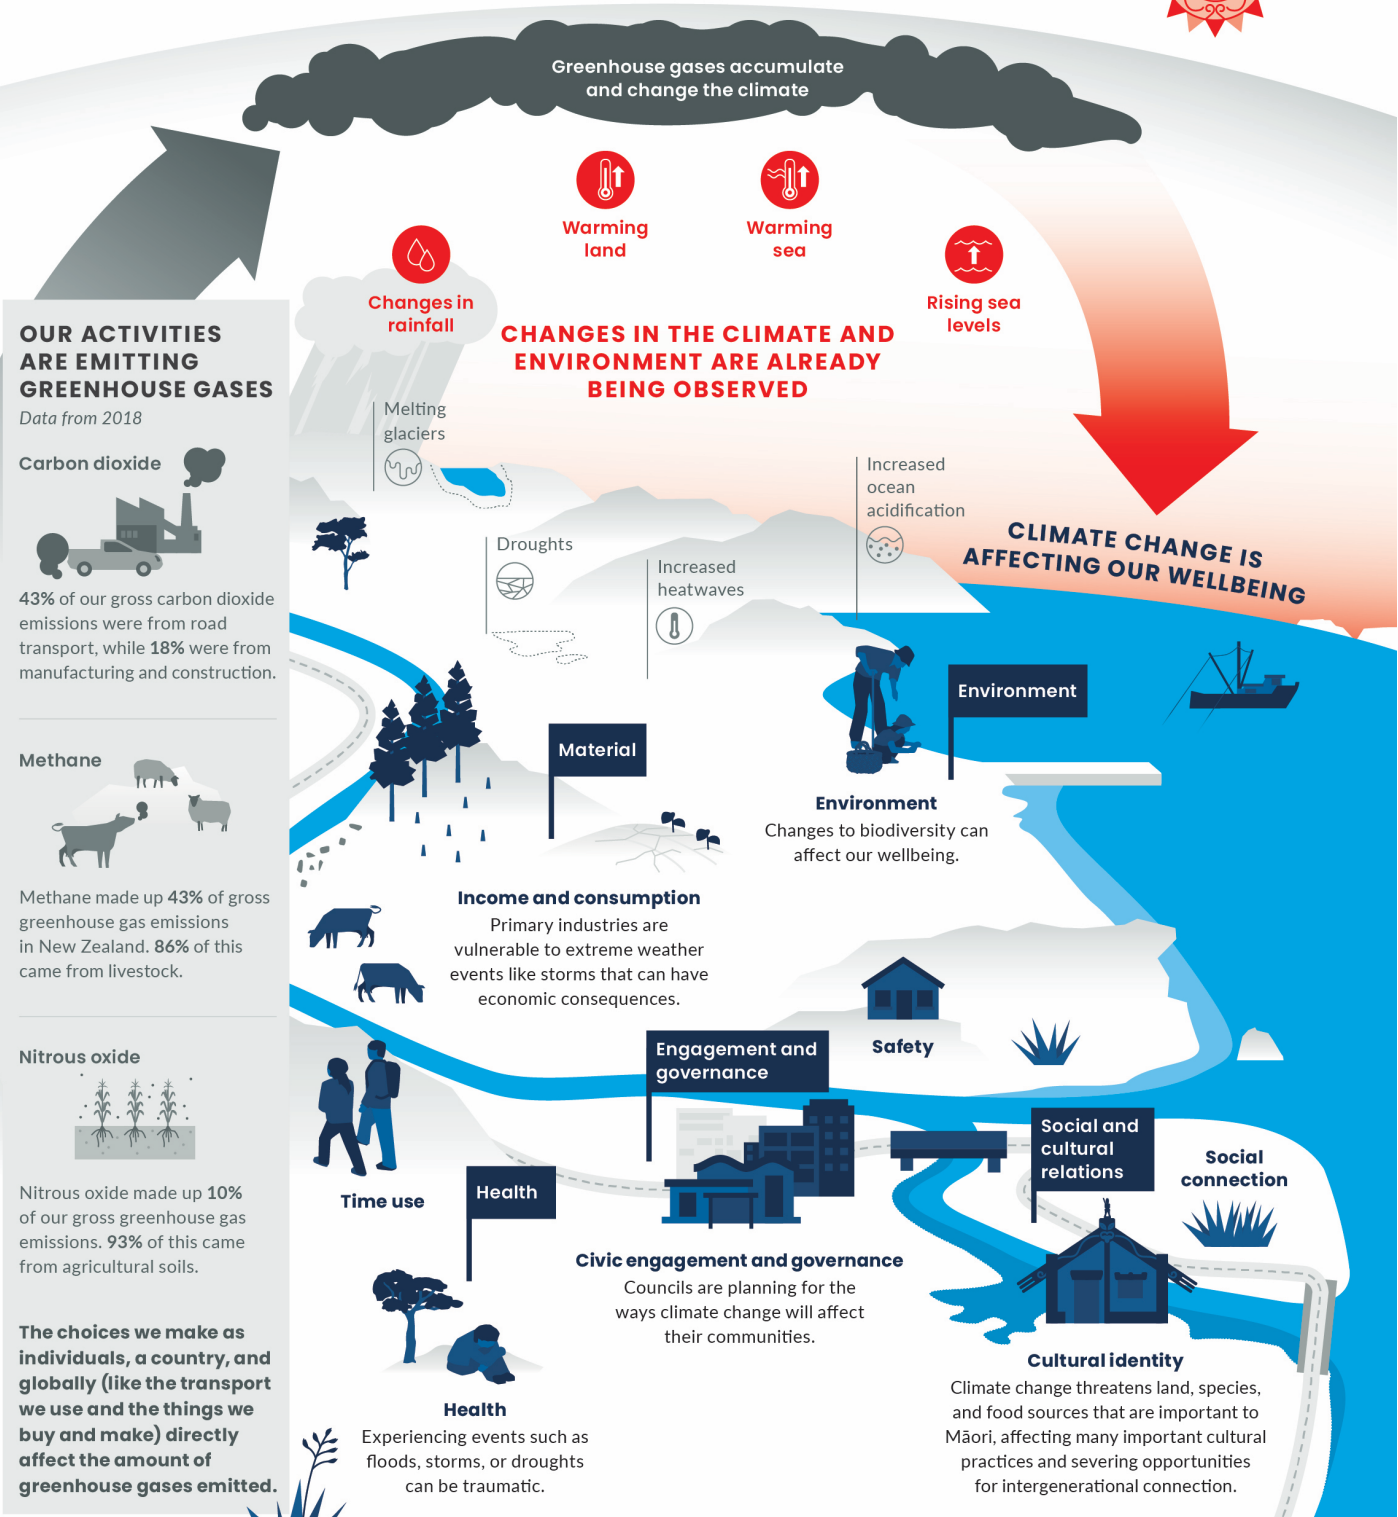 Greenhouse gases accumulate
and change the climate
Warming
land
Warming
sea
Changes in
rainfall
Rising sea
levels
CHANGES IN THE CLIMATE AND
ENVIRONMENT ARE ALREADY
BEING OBSERVED
OUR ACTIVITIES
ARE EMITTING
GREENHOUSE GASES
Data from 2018
Carbon dioxide
43% of our gross carbon dioxide
emissions were from road
transport, while 18% were from
manufacturing and construction.
Methane
Methane made up 43% of gross
greenhouse gas emissions
in New Zealand. 86% of this
came from livestock.
Nitrous oxide
Nitrous oxide made up 10%
of our gross greenhouse gas
emissions. 93% of this came
from agricultural soils.
The choices we make as
individuals, a country, and
globally (like the transport
we use and the things we
buy and make) directly
affect the amount of
greenhouse gases emitted.
Melting
glaciers
Droughts
Increased
heatwaves
Increased
ocean
acidification
CLIMATE CHANGE IS
AFFECTING OUR WELLBEING
Environment
Environment
Changes to biodiversity can
affect our wellbeing.
Material
Income and consumption
Primary industries are
vulnerable to extreme weather
events like storms that can have
economic consequences.
Safety
Engagement and
governance
Civic engagement and governance
Councils are planning for the
ways climate change will affect
their communities.
Time use
Health
Health
Experiencing events such as
floods, storms, or droughts
can be traumatic.
Social and
cultural
relations
Social
connection
Cultural identity
Climate change threatens land, species,
and food sources that are important to
Māori, affecting many important cultural
practices and severing opportunities
for intergenerational connection.